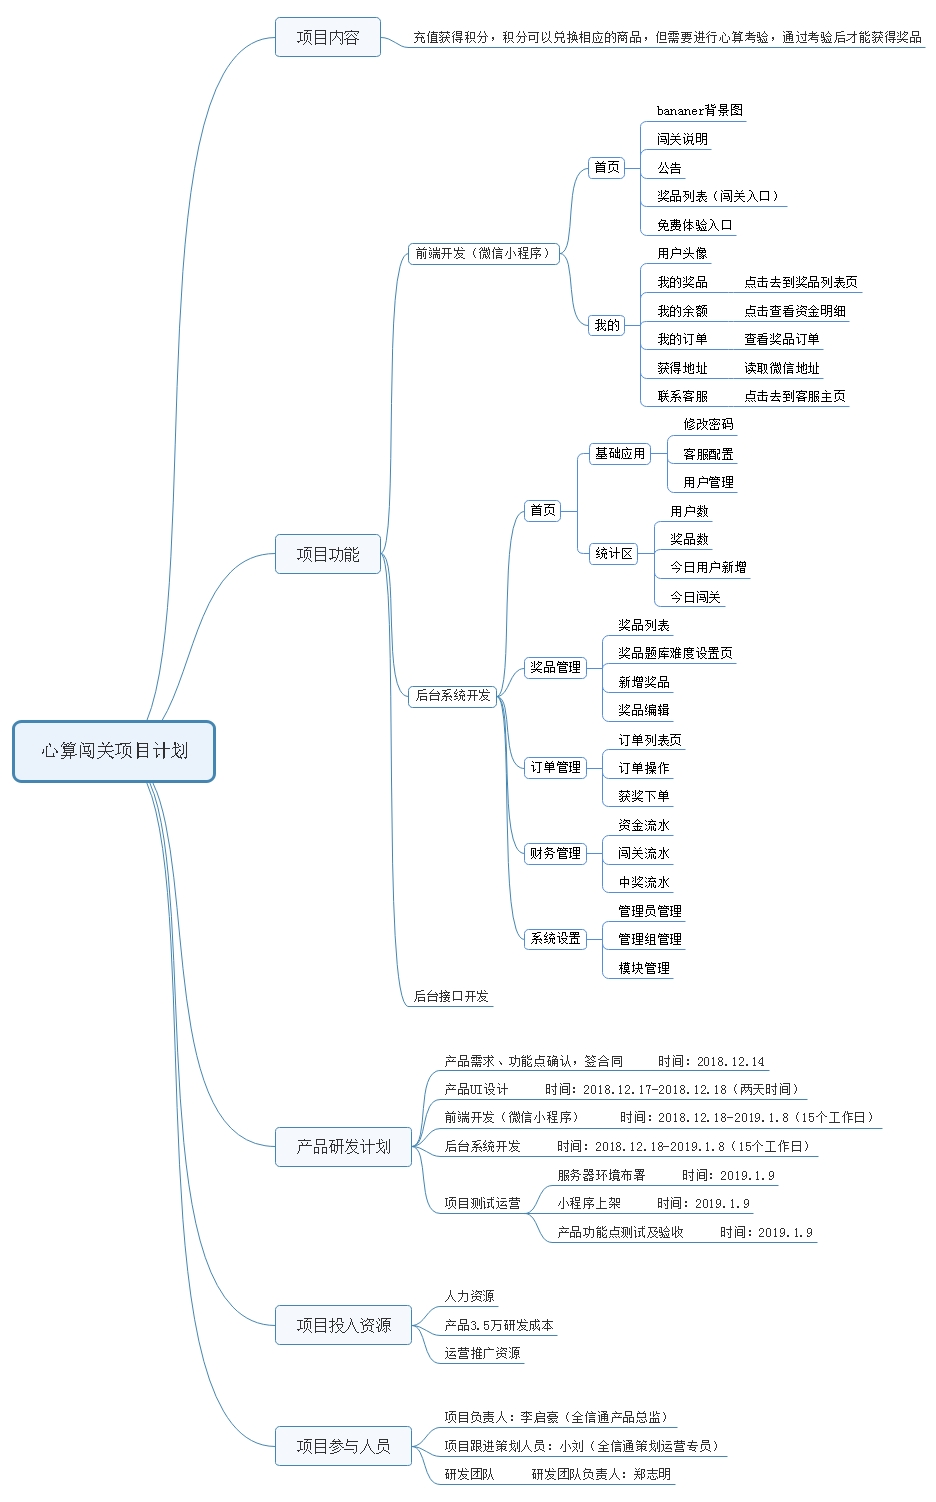 心算闯关项目计划
项目内容
充值获得积分，积分可以兑换相应的商品，但需要进行心算考验，通过考验后才能获得奖品
项目功能
前端开发（微信小程序）
首页
bananer背景图
闯关说明
公告
奖品列表（闯关入口）
免费体验入口
我的
用户头像
我的奖品 点击去到奖品列表页
我的余额 点击查看资金明细
我的订单 查看奖品订单
获得地址 读取微信地址
联系客服 点击去到客服主页
后台系统开发
首页
基础应用
修改密码
客服配置
用户管理
统计区
用户数
奖品数
今日用户新增
今日闯关
奖品管理
奖品列表
奖品题库难度设置页
新增奖品
奖品编辑
订单管理
订单列表页
订单操作
获奖下单
财务管理
资金流水
闯关流水
中奖流水
系统设置
管理员管理
管理组管理
模块管理
后台接口开发
产品研发计划
产品需求、功能点确认，签合同 时间：2018.12.14
产品UI设计 时间：2018.12.17-2018.12.18（两天时间）
前端开发（微信小程序） 时间：2018.12.18-2019.1.8（15个工作日）
后台系统开发 时间：2018.12.18-2019.1.8（15个工作日）
项目测试运营
服务器环境布署 时间：2019.1.9
小程序上架 时间：2019.1.9
产品功能点测试及验收 时间：2019.1.9
项目投入资源
人力资源
产品3.5万研发成本
运营推广资源
项目参与人员
项目负责人：李启豪（全信通产品总监）
项目跟进策划人员：小刘（全信通策划运营专员）
研发团队 研发团队负责人：郑志明